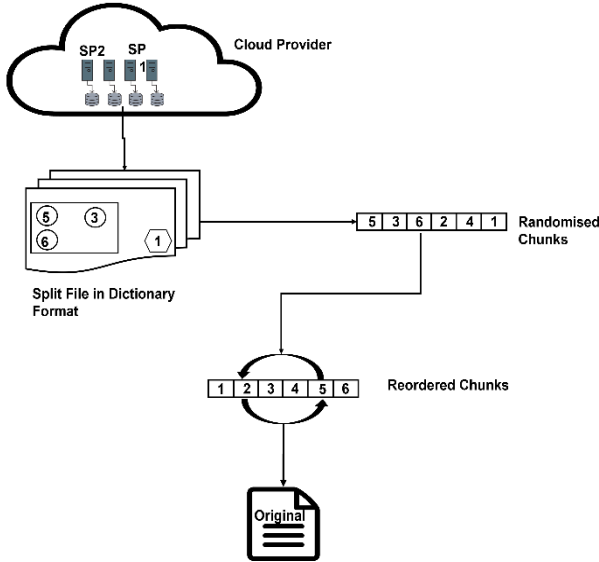 Cloud Provider
SP2 SP
1
5 3
6 1
5 3 6 2 4 1
Randomised
Chunks
Split File in Dictionary
Format
1 2 3 4 5 6
Reordered Chunks
Original